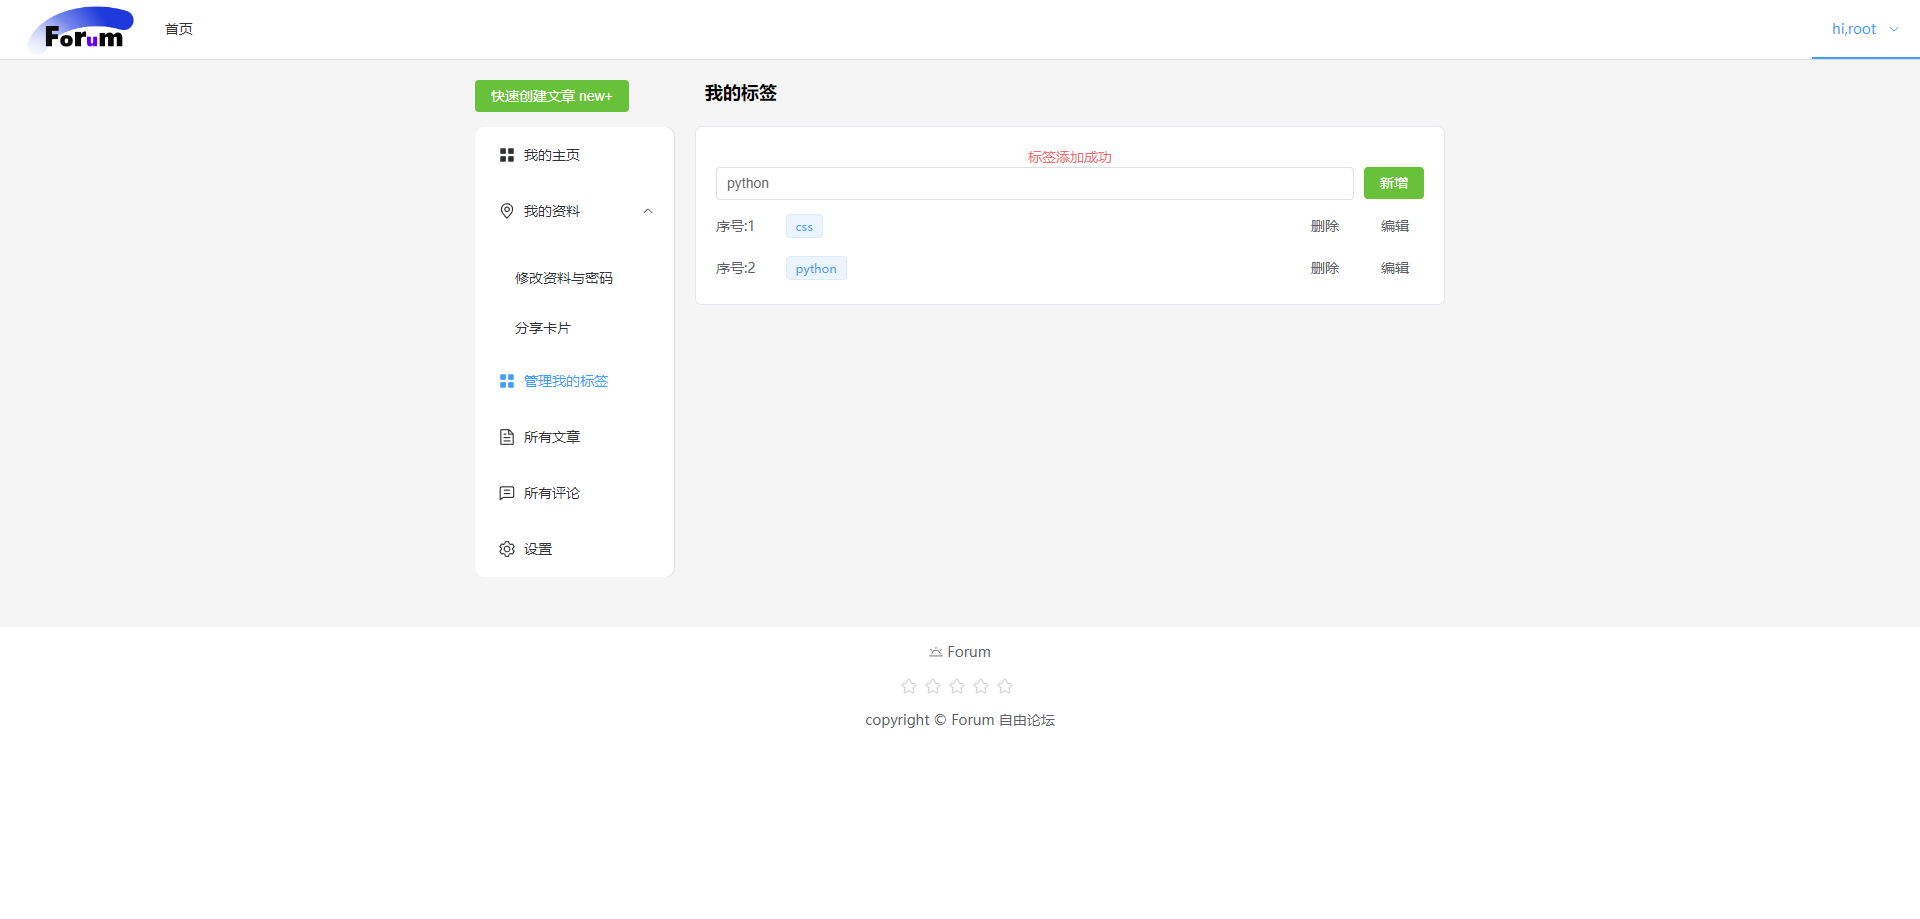 Forum
首页
hi,root
快速创建文章 new+
我的主页
我的资料
修改资料与密码
分享卡片
管理我的标签
所有文章
所有评论
设置
我的标签
标签添加成功
python
新增
序号:1
css
删除
编辑
序号:2
python
删除
编辑
Forum
copyright © Forum 自由论坛